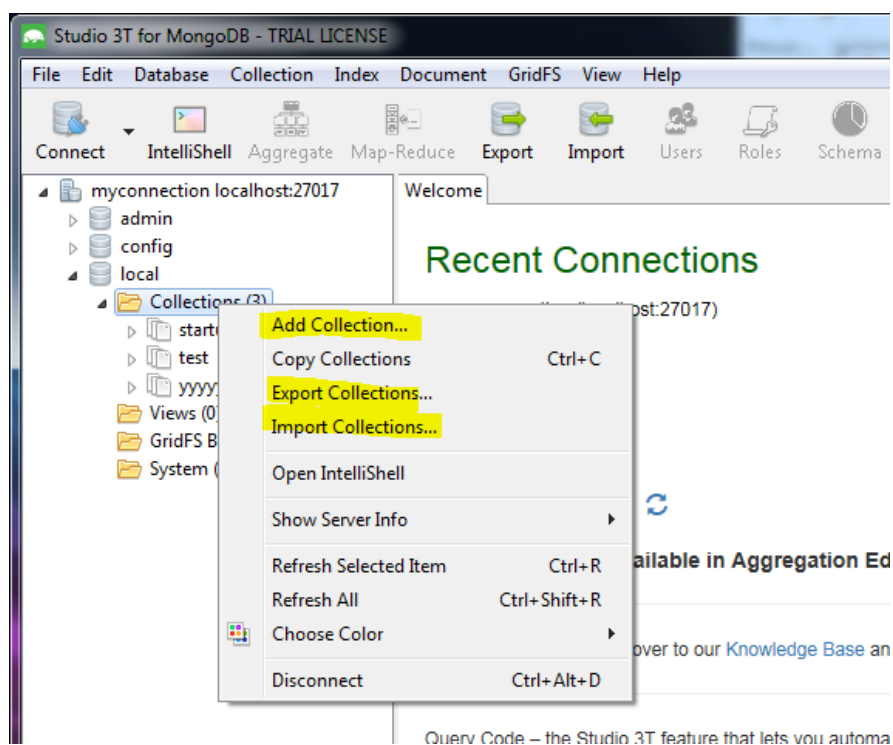 Studio 3T for MongoDB - TRIAL LICENSE
File Edit Database Collection Index Document GridFS View Help
Connect IntelliShell Aggregate Map-Reduce Export Import Users Roles Schema
myconnection localhost:27017
Welcome
admin
config
local
Recent Connections
Collections (3)
ost:27017)
startu
test
yyyyy
Views (0)
GridFS B
System (
Add Collection...
Copy Collections Ctrl+C
Export Collections...
Import Collections...
Open IntelliShell
Show Server Info
Refresh Selected Item Ctrl+R
Refresh All Ctrl+Shift+R
Choose Color
Disconnect Ctrl+Alt+D
ailable in Aggregation Ed
over to our Knowledge Base an
Query Code – the Studio 3T feature that lets you automa